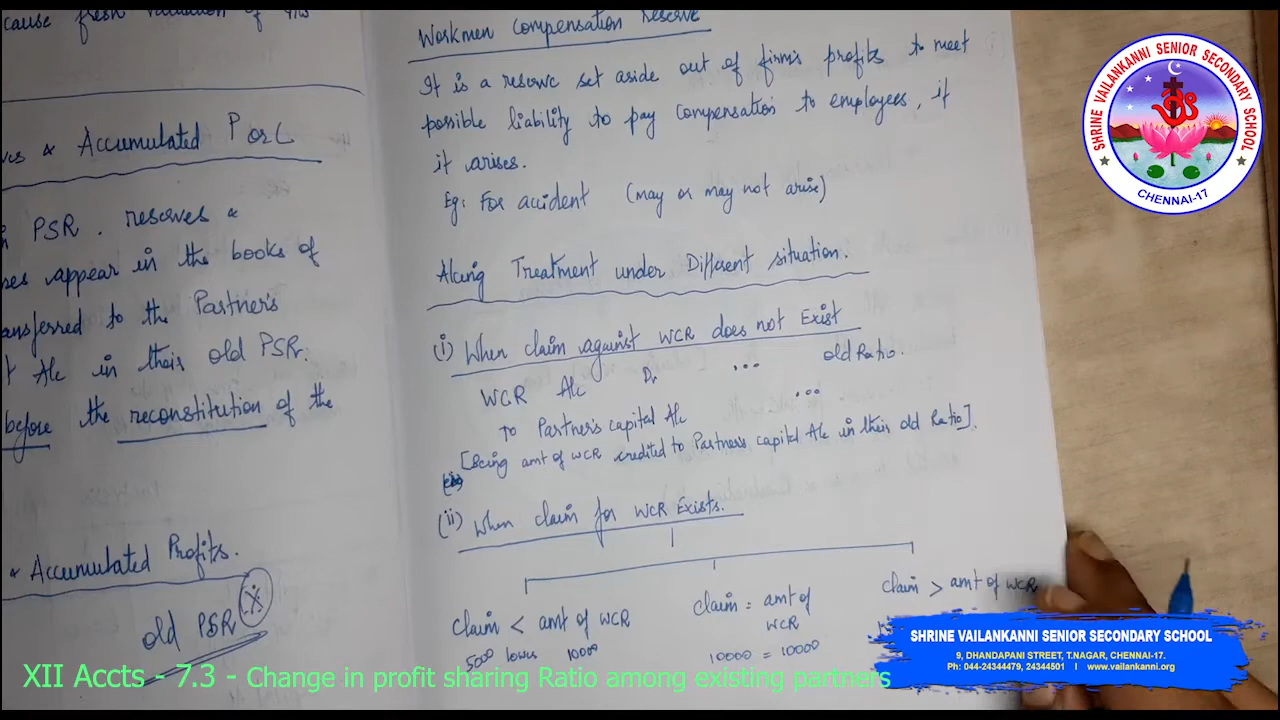 cause fresh valuation of
& Accumulated P or L
PSR. reserves &
appear in the books of
transferred to the Partner's
A/c in their old PSR.
before the reconstitution of the
& Accumulated Profits.
old PSR
Workmen compensation reserve
It is a reserve set aside out of firm's profits to meet
possible liability to pay compensation to employees, if
it arises.
Eg: For accident (may or may not arise)
A/cing Treatment under Different situation.
(i) When claim against WCR does not Exist
WCR A/c Dr ... old Ratio.
To Partner's capital A/c ...
[Being amt of WCR credited to Partner's capital A/c in their old Ratio].
(ii) When claim for WCR Exists.
Claim < amt of WCR
5000 lower 10000
Claim = amt of
WCR
10000 = 10000
Claim > amt of WCR
SHRINE VAILANKANNI SENIOR SECONDARY SCHOOL
CHENNAI-17
SHRINE VAILANKANNI SENIOR SECONDARY SCHOOL
9, DHANDAPANI STREET, T.NAGAR, CHENNAI-17.
Ph: 044-24344479, 24344501 I www.vailankanni.org
XII Accts - 7.3 - Change in profit sharing Ratio among existing partners